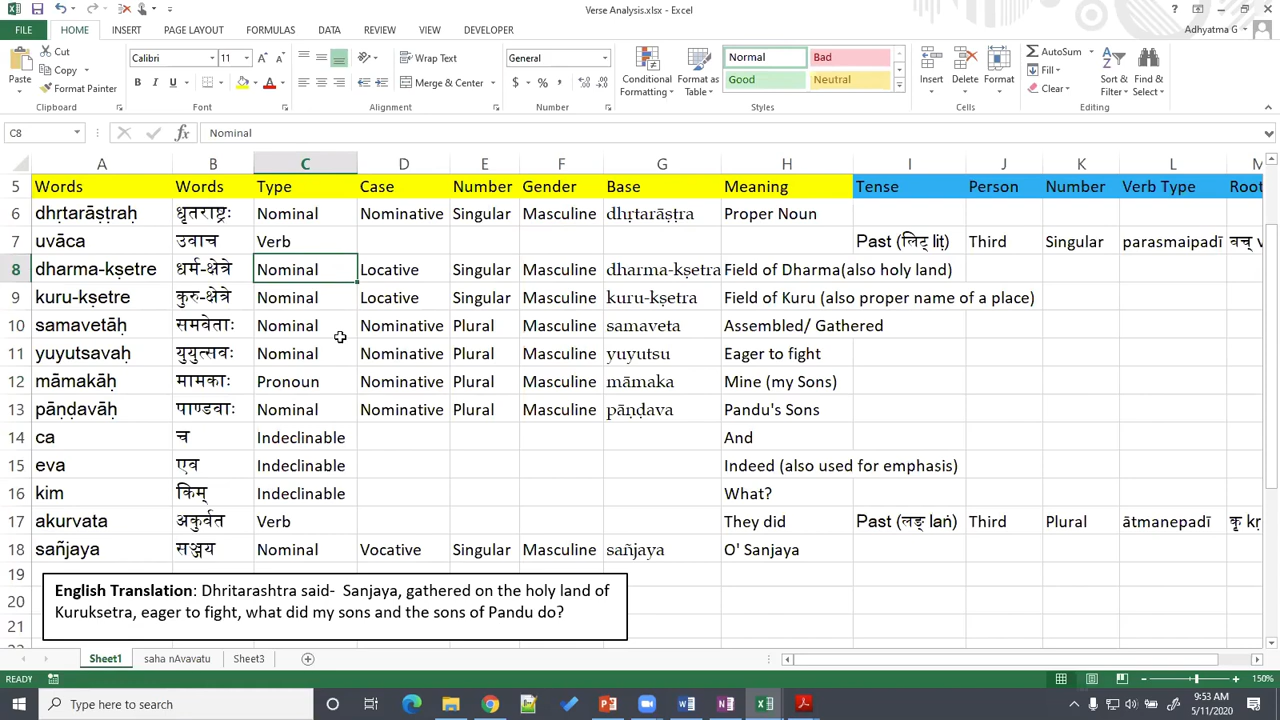 Verse Analysis.xlsx - Excel
FILE HOME INSERT PAGE LAYOUT FORMULAS DATA REVIEW VIEW DEVELOPER Adhyatma G
Cut Calibri 11 Wrap Text General Normal Bad AutoSum
Paste Copy Conditional Formatting Format as Table Insert Delete Format Fill Sort & Filter Find & Select
Format Painter B I U Merge & Center $ % Good Neutral Clear
Clipboard Font Alignment Number Styles Cells Editing
C8 fx Nominal
A B C D E F G H I J K L M
5 Words Words Type Case Number Gender Base Meaning Tense Person Number Verb Type Root
6 dhṛtarāṣṭraḥ धृतराष्ट्रः Nominal Nominative Singular Masculine dhṛtarāṣṭra Proper Noun
7 uvāca उवाच Verb Past (लिट् liṭ) Third Singular parasmaipadī वच्
8 dharma-kṣetre धर्म-क्षेत्रे Nominal Locative Singular Masculine dharma-kṣetra Field of Dharma(also holy land)
9 kuru-kṣetre कुरु-क्षेत्रे Nominal Locative Singular Masculine kuru-kṣetra Field of Kuru (also proper name of a place)
10 samavetāḥ समवेताः Nominal Nominative Plural Masculine samaveta Assembled/ Gathered
11 yuyutsavaḥ युयुत्सवः Nominal Nominative Plural Masculine yuyutsu Eager to fight
12 māmakāḥ मामकाः Pronoun Nominative Plural Masculine māmaka Mine (my Sons)
13 pāṇḍavāḥ पाण्डवाः Nominal Nominative Plural Masculine pāṇḍava Pandu's Sons
14 ca च Indeclinable And
15 eva एव Indeclinable Indeed (also used for emphasis)
16 kim किम् Indeclinable What?
17 akurvata अकुर्वत Verb They did Past (लङ् laṅ) Third Plural ātmanepadī कृ kṛ
18 sañjaya सञ्जय Nominal Vocative Singular Masculine sañjaya O' Sanjaya
19
20
21
English Translation: Dhritarashtra said- Sanjaya, gathered on the holy land of
Kuruksetra, eager to fight, what did my sons and the sons of Pandu do?
Sheet1 saha nAvavatu Sheet3
READY 150%
Type here to search 9:53 AM
5/11/2020